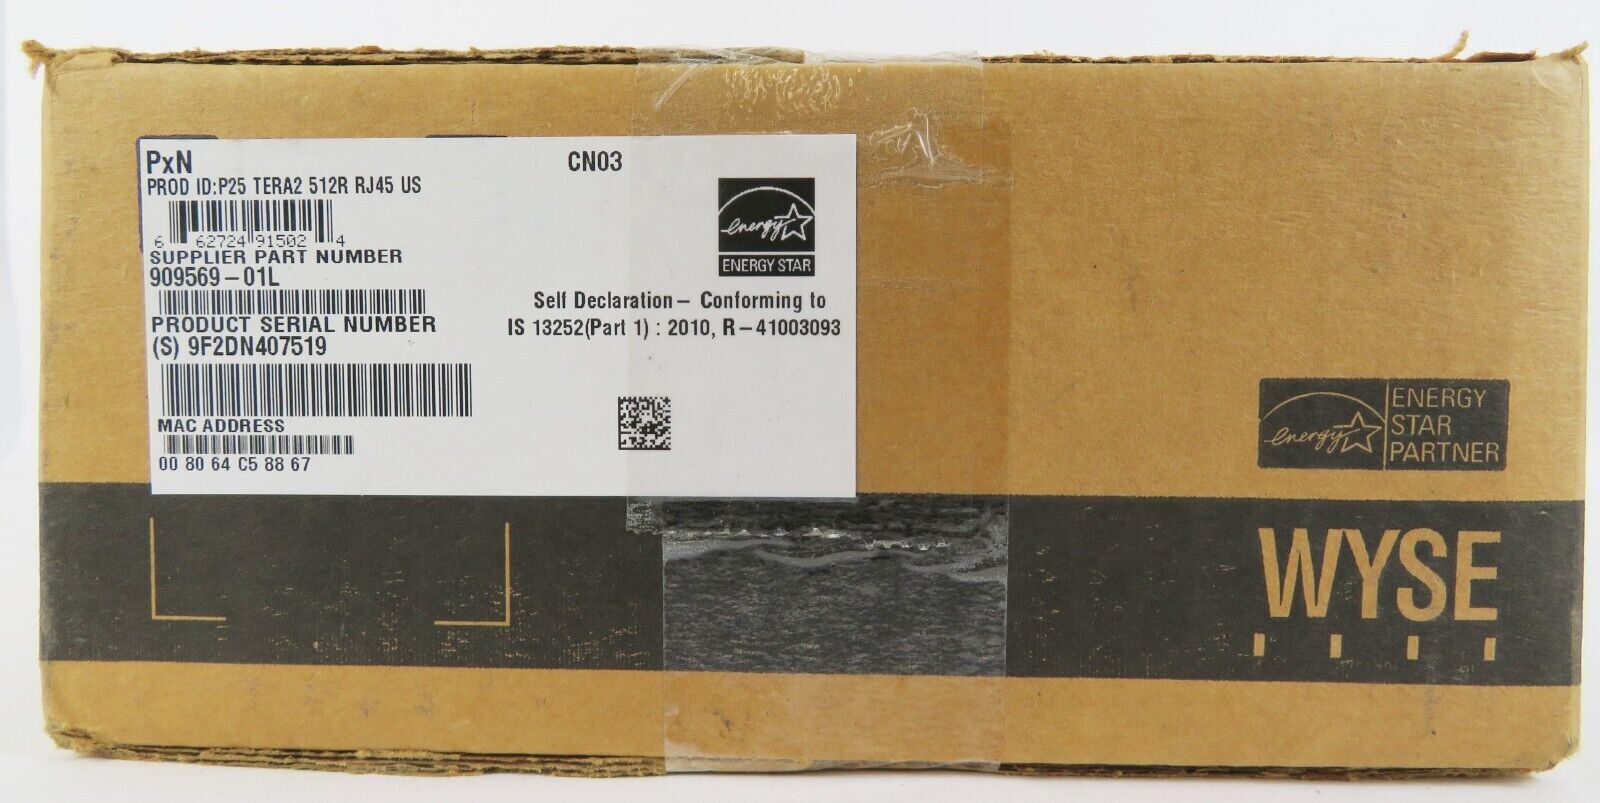 PxN
CN03
PROD ID:P25 TERA2 512R RJ45 US
6 62724 91502 4
SUPPLIER PART NUMBER
909569-01L
PRODUCT SERIAL NUMBER
(S) 9F2DN407519
MAC ADDRESS
00 80 64 C5 88 67
energy
ENERGY STAR
Self Declaration – Conforming to
IS 13252(Part 1) : 2010, R-41003093
energy
ENERGY
STAR
PARTNER
WYSE